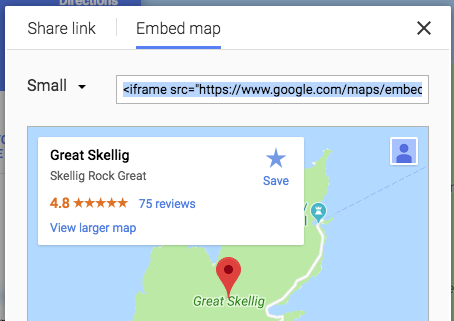 Directions
Share link
Embed map
Small
<iframe src="https://www.google.com/maps/embed
Great Skellig
Skellig Rock Great
4.8
75 reviews
View larger map
Save
Great Skellig